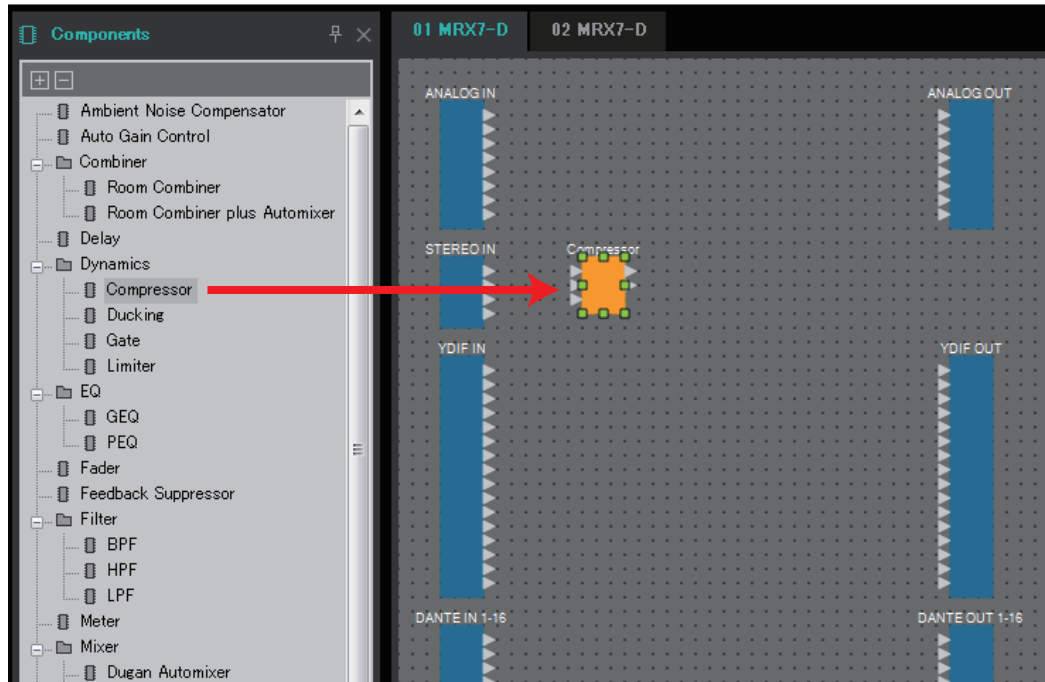 Components
01 MRX7-D
02 MRX7-D
Ambient Noise Compensator
Auto Gain Control
Combiner
Room Combiner
Room Combiner plus Automixer
Delay
Dynamics
Compressor
Ducking
Gate
Limiter
EQ
GEQ
PEQ
Fader
Feedback Suppressor
Filter
BPF
HPF
LPF
Meter
Mixer
Dugan Automixer
ANALOG IN
ANALOG OUT
STEREO IN
Compressor
YDIF IN
YDIF OUT
DANTE IN 1-16
DANTE OUT 1-16